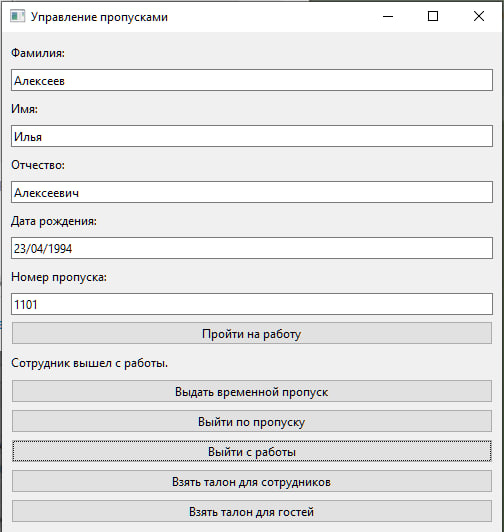 Управление пропусками
Фамилия:
Алексеев
Имя:
Илья
Отчество:
Алексеевич
Дата рождения:
23/04/1994
Номер пропуска:
1101
Пройти на работу
Сотрудник вышел с работы.
Выдать временной пропуск
Выйти по пропуску
Выйти с работы
Взять талон для сотрудников
Взять талон для гостей